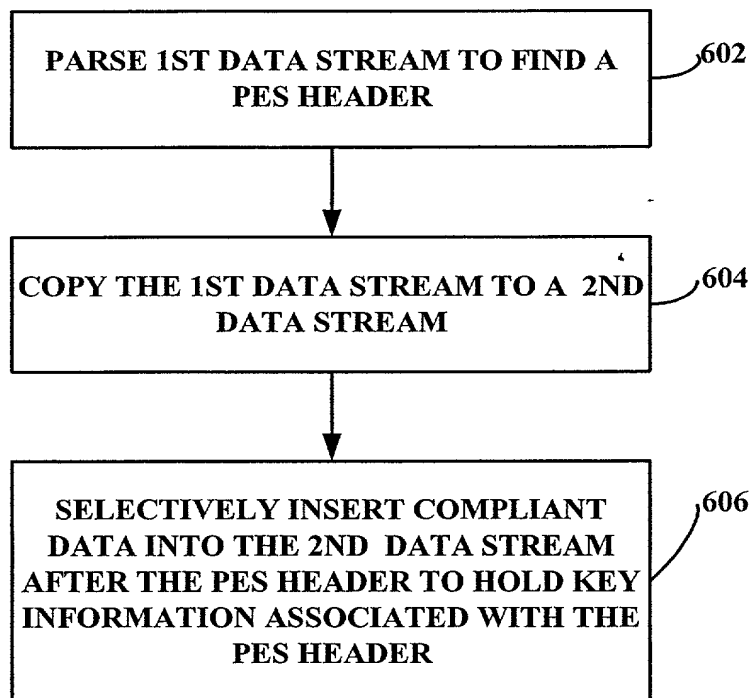 PARSE 1ST DATA STREAM TO FIND A
PES HEADER
602
COPY THE 1ST DATA STREAM TO A 2ND
DATA STREAM
604
SELECTIVELY INSERT COMPLIANT
DATA INTO THE 2ND DATA STREAM
AFTER THE PES HEADER TO HOLD KEY
INFORMATION ASSOCIATED WITH THE
PES HEADER
606